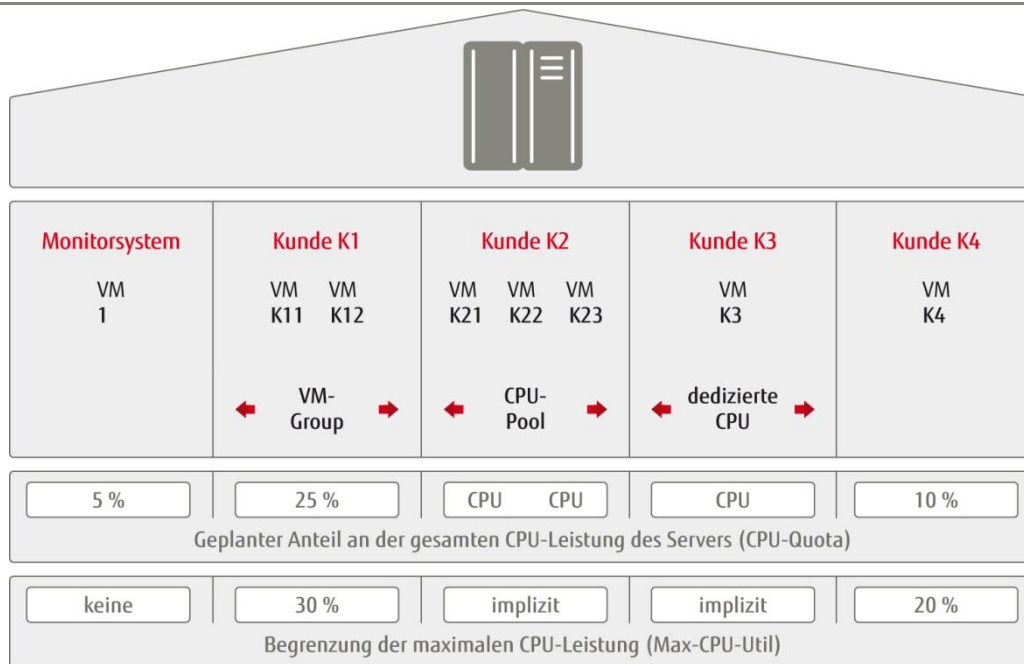 Monitorsystem Kunde K1 Kunde K2 Kunde K3 Kunde K4
VM VM VM VM VM VM VM VM
1 K11 K12 K21 K22 K23 K3 K4
VM- CPU- dedizierte
Group Pool CPU
5 % 25 % CPU CPU CPU 10 %
Geplanter Anteil an der gesamten CPU-Leistung des Servers (CPU-Quota)
keine 30 % implizit implizit 20 %
Begrenzung der maximalen CPU-Leistung (Max-CPU-Util)